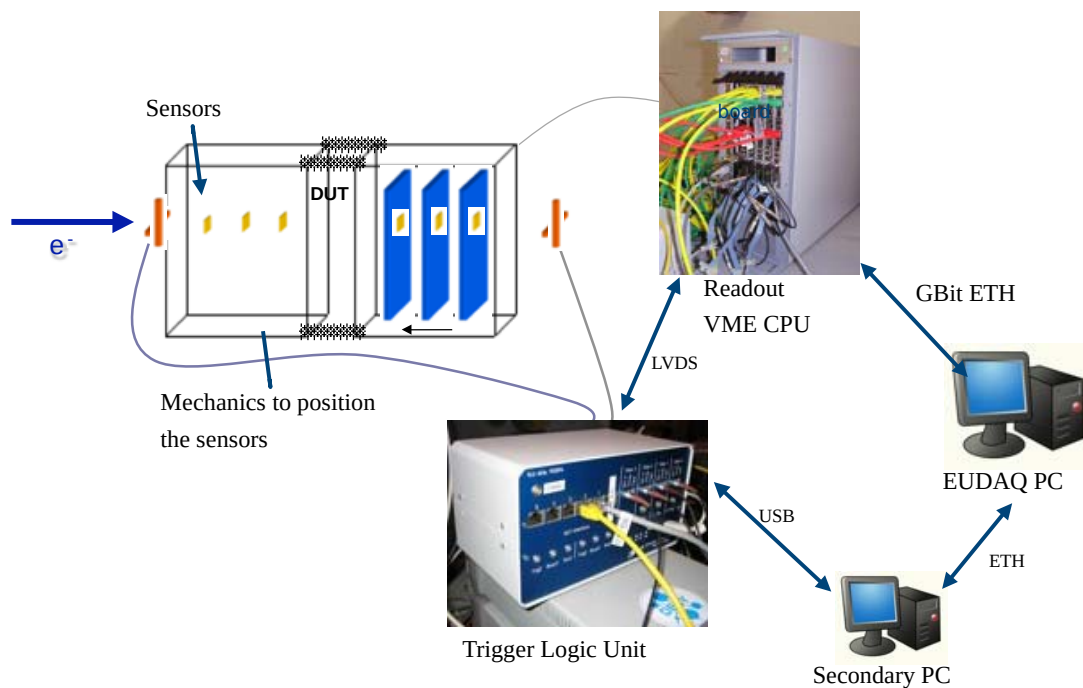 Sensors
board
DUT
e-
Readout
VME CPU
GBit ETH
LVDS
Mechanics to position
the sensors
EUDAQ PC
USB
ETH
Trigger Logic Unit
Secondary PC